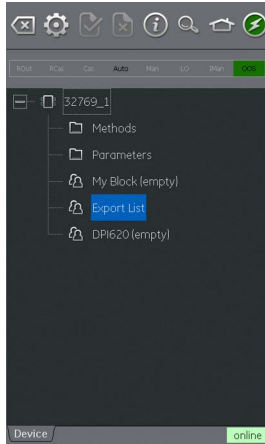 ROut RCas Cas Auto Man LO IMan OOS
32769_1
Methods
Parameters
My Block (empty)
Export List
DPI620 (empty)
Device online